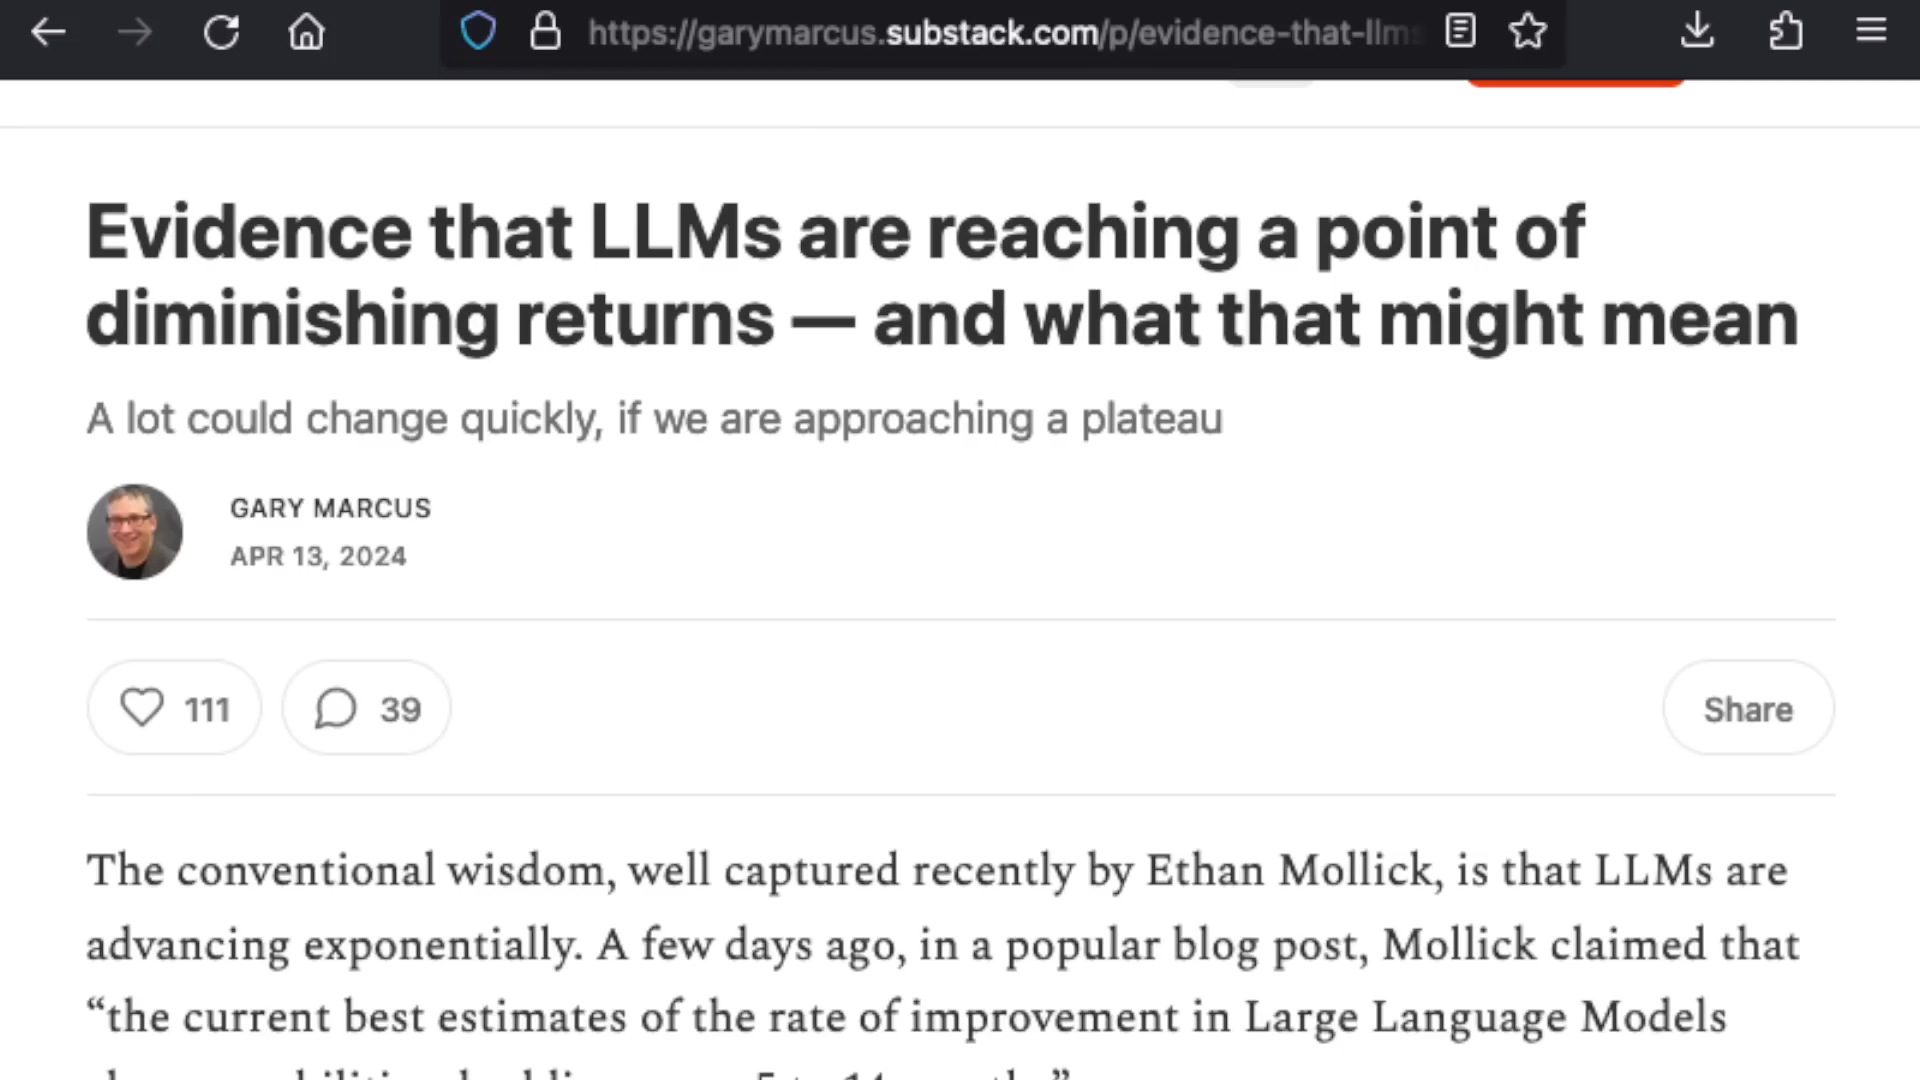 https://garymarcus.substack.com/p/evidence-that-llms
Evidence that LLMs are reaching a point of
diminishing returns — and what that might mean
A lot could change quickly, if we are approaching a plateau
GARY MARCUS
APR 13, 2024
111
39
Share
The conventional wisdom, well captured recently by Ethan Mollick, is that LLMs are
advancing exponentially. A few days ago, in a popular blog post, Mollick claimed that
“the current best estimates of the rate of improvement in Large Language Models